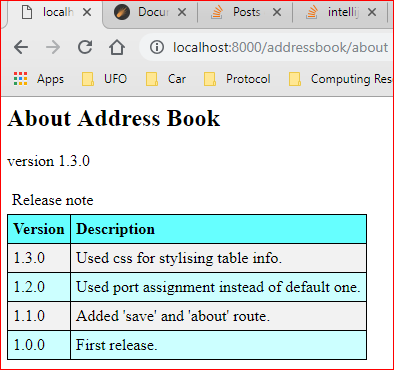 localh
Docum
Posts
intellij
localhost:8000/addressbook/about
Apps UFO Car Protocol Computing Reso
About Address Book
version 1.3.0
Release note
Version Description
1.3.0 Used css for stylising table info.
1.2.0 Used port assignment instead of default one.
1.1.0 Added 'save' and 'about' route.
1.0.0 First release.